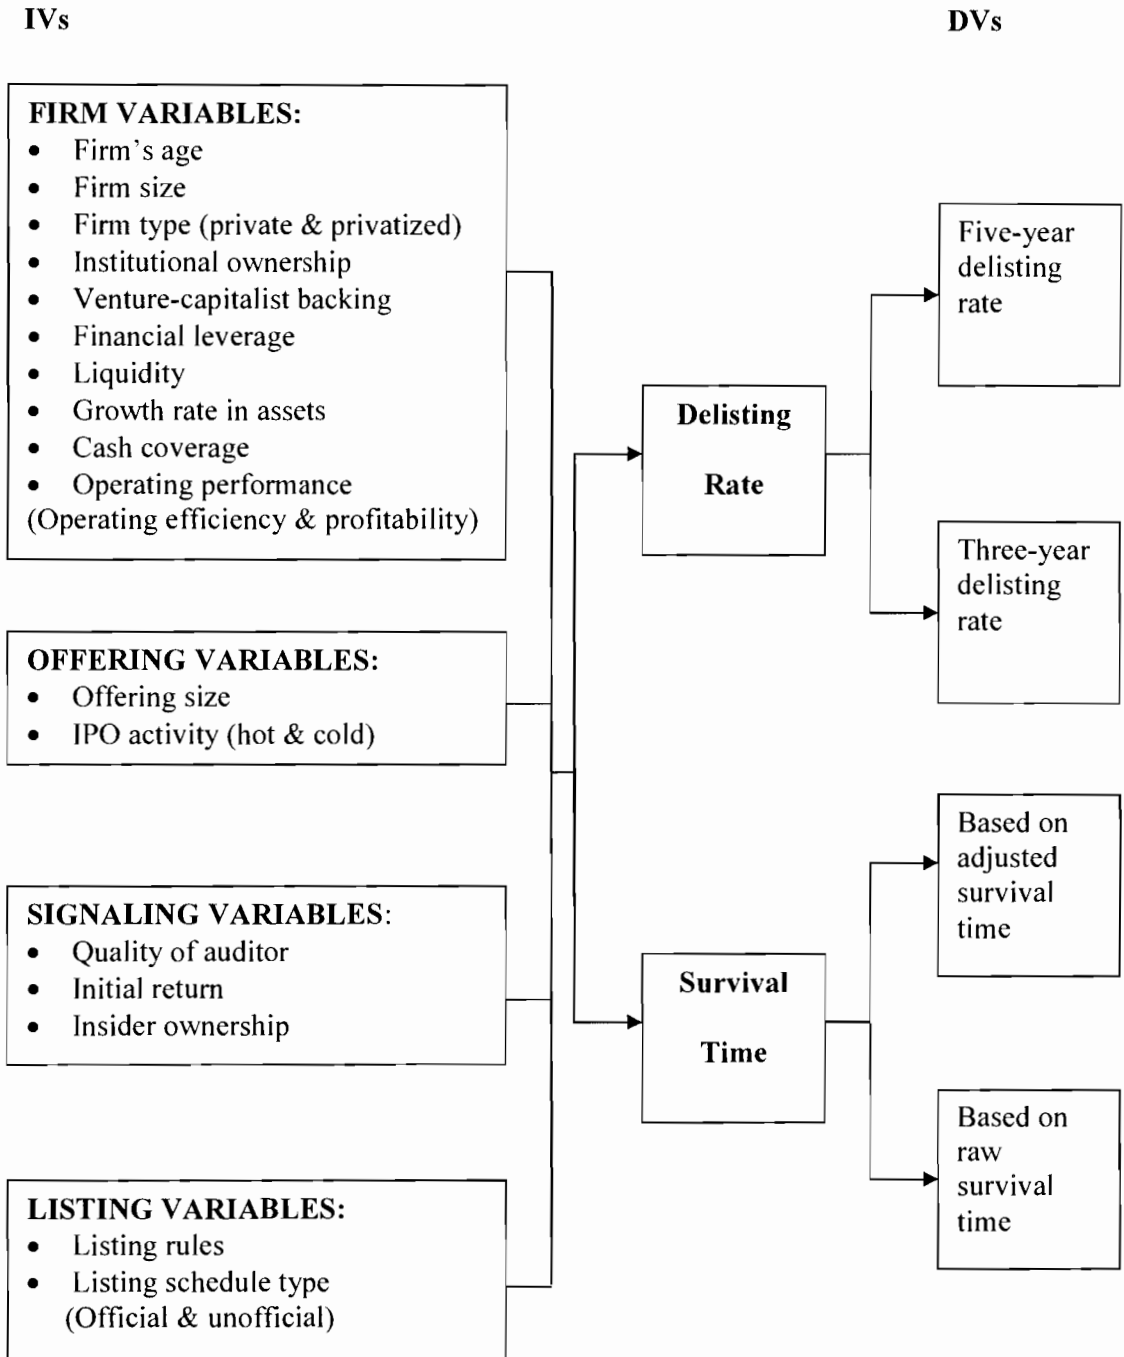 IVs
DVs
FIRM VARIABLES:
• Firm's age
• Firm size
• Firm type (private & privatized)
• Institutional ownership
• Venture-capitalist backing
• Financial leverage
• Liquidity
• Growth rate in assets
• Cash coverage
• Operating performance
(Operating efficiency & profitability)
OFFERING VARIABLES:
• Offering size
• IPO activity (hot & cold)
SIGNALING VARIABLES:
• Quality of auditor
• Initial return
• Insider ownership
LISTING VARIABLES:
• Listing rules
• Listing schedule type
(Official & unofficial)
Delisting
Rate
Survival
Time
Five-year
delisting
rate
Three-year
delisting
rate
Based on
adjusted
survival
time
Based on
raw
survival
time